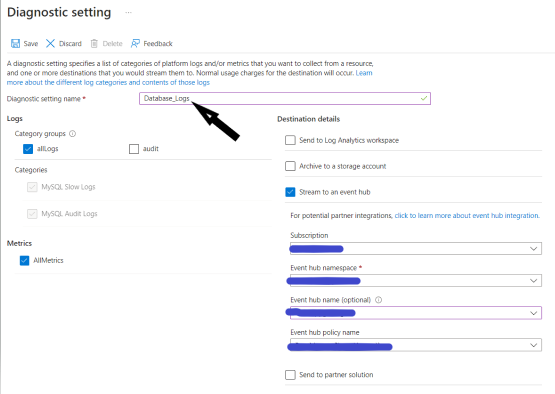 Diagnostic setting ...
Save Discard Delete Feedback
A diagnostic setting specifies a list of categories of platform logs and/or metrics that you want to collect from a resource,
and one or more destinations that you would stream them to. Normal usage charges for the destination will occur. Learn
more about the different log categories and contents of those logs
Diagnostic setting name *
Database_Logs
Logs
Category groups
allLogs
audit
Categories
MySQL Slow Logs
MySQL Audit Logs
Metrics
AllMetrics
Destination details
Send to Log Analytics workspace
Archive to a storage account
Stream to an event hub
For potential partner integrations, click to learn more about event hub integration.
Subscription
Event hub namespace *
Event hub name (optional)
Event hub policy name
Send to partner solution